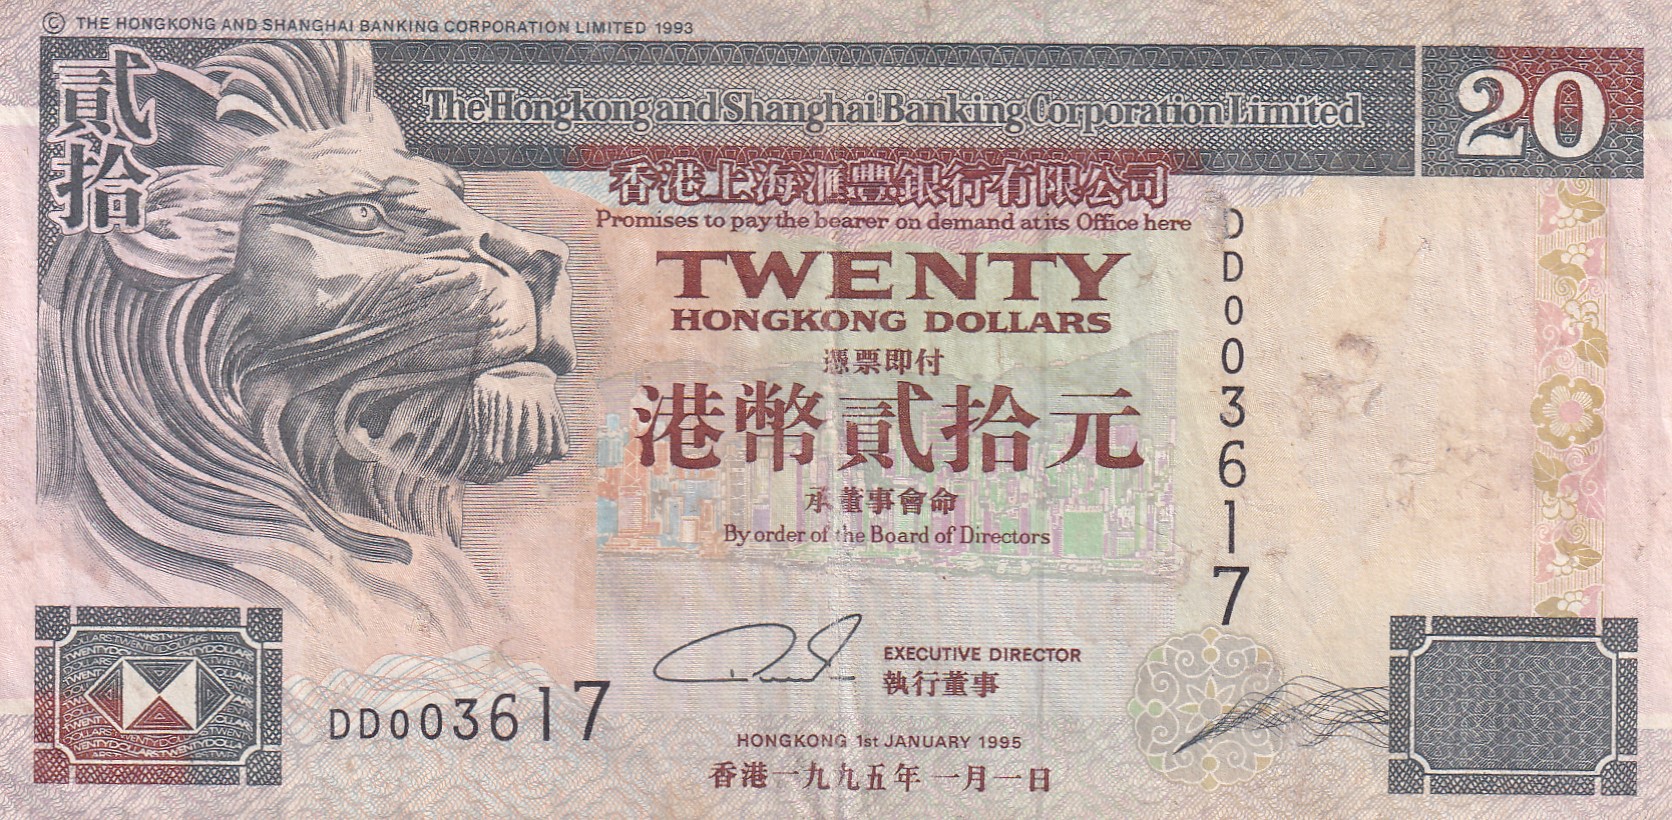 © THE HONGKONG AND SHANGHAI BANKING CORPORATION LIMITED 1993
貳拾
The Hongkong and Shanghai Banking Corporation Limited
20
香港上海滙豐銀行有限公司
Promises to pay the bearer on demand at its Office here
TWENTY
HONGKONG DOLLARS
憑票即付
港幣貳拾元
承董事會命
By order of the Board of Directors
DD003617
EXECUTIVE DIRECTOR
執行董事
DD003617
HONGKONG 1st JANUARY 1995
香港一九九五年一月一日